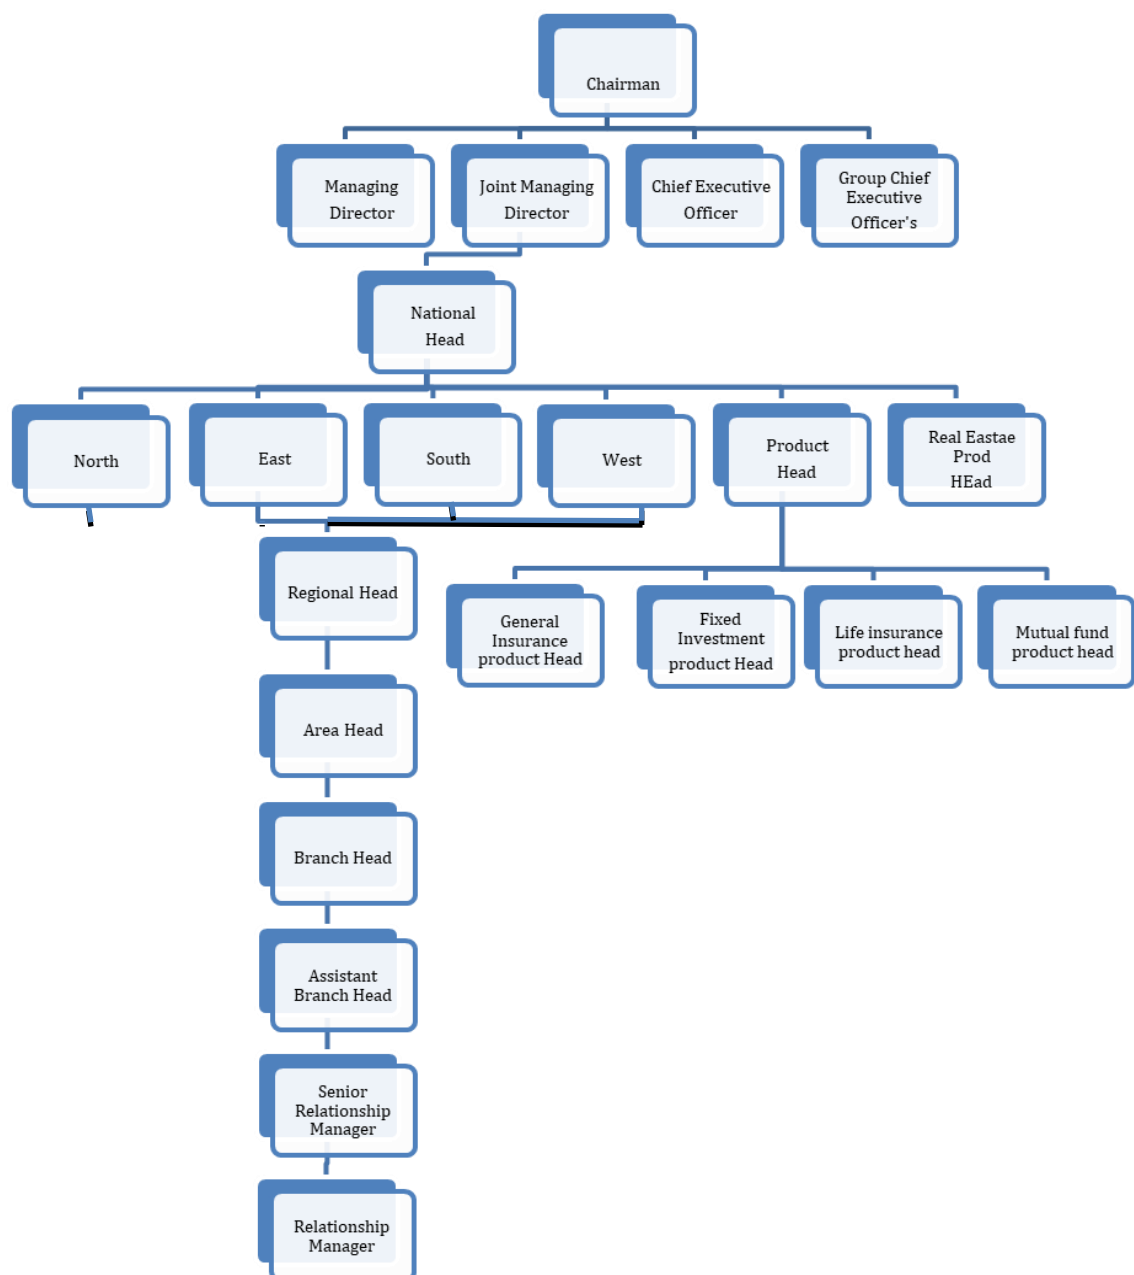 Chairman
Managing
Director
Joint Managing
Director
Chief Executive
Officer
Group Chief
Executive
Officer's
National
Head
North
East
South
West
Product
Head
Real Eastae
Prod
HEad
Regional Head
General
Insurance
product Head
Fixed
Investment
product Head
Life insurance
product head
Mutual fund
product head
Area Head
Branch Head
Assistant
Branch Head
Senior
Relationship
Manager
Relationship
Manager